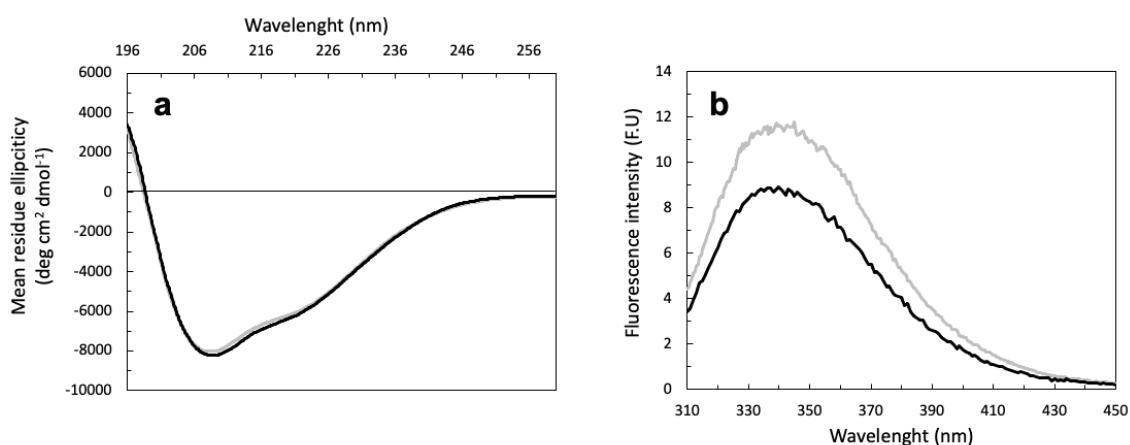 Wavelenght (nm)
196 206 216 226 236 246 256
6000
4000
2000
0
-2000
-4000
-6000
-8000
-10000
Mean residue ellipciticy
(deg cm² dmol⁻¹)
a
14
12
10
8
6
4
2
0
Fluorescence intensity (F.U)
b
310 330 350 370 390 410 430 450
Wavelenght (nm)